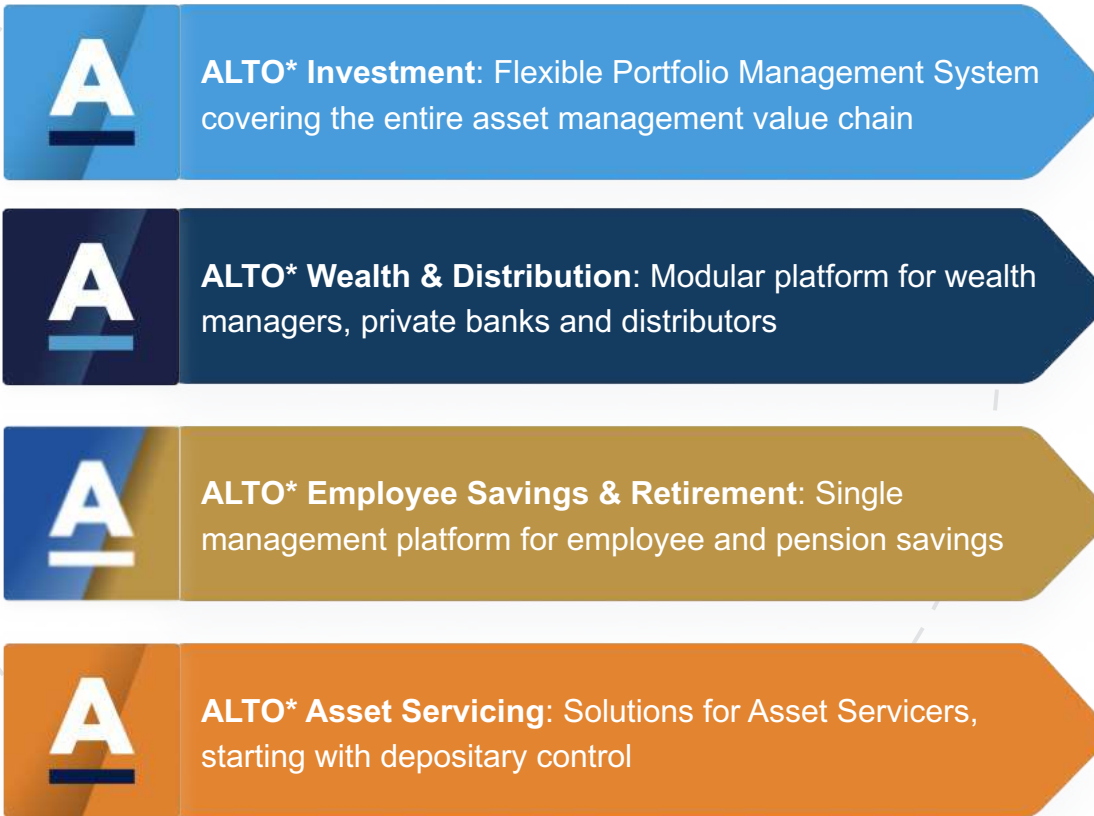 A
ALTO* Investment: Flexible Portfolio Management System
covering the entire asset management value chain
A
ALTO* Wealth & Distribution: Modular platform for wealth
managers, private banks and distributors
A
ALTO* Employee Savings & Retirement: Single
management platform for employee and pension savings
A
ALTO* Asset Servicing: Solutions for Asset Servicers,
starting with depositary control